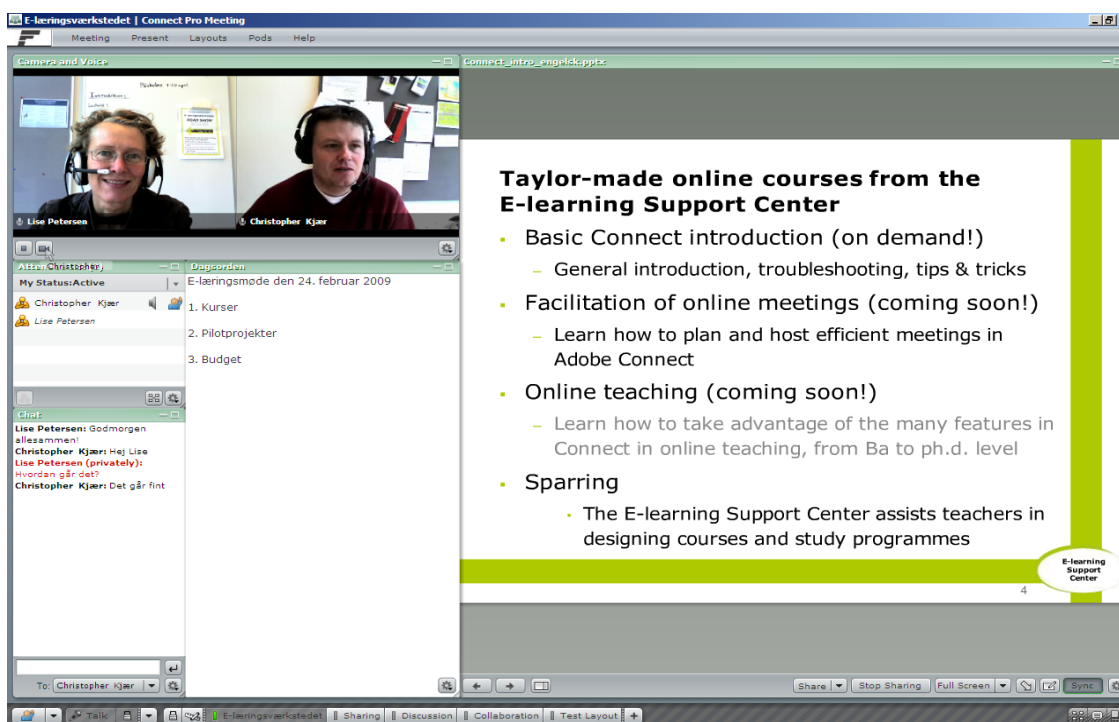 E-læringsværkstedet | Connect Pro Meeting
Meeting Present Layouts Pods Help
Camera and Voice
Lise Petersen
Christopher Kjær
Christopher
My Status:Active
Christopher Kjær
Lise Petersen
Dagsorden
E-læringsmøde den 24. februar 2009
1. Kurser
2. Pilotprojekter
3. Budget
Chat
Lise Petersen: Godmorgen
allesammen!
Christopher Kjær: Hej Lise
Lise Petersen (privately):
Hvordan går det?
Christopher Kjær: Det går fint
To: Christopher Kjær
Connect_intro_engelsk.pptx
Taylor-made online courses from the
E-learning Support Center
Basic Connect introduction (on demand!)
– General introduction, troubleshooting, tips & tricks
Facilitation of online meetings (coming soon!)
– Learn how to plan and host efficient meetings in
Adobe Connect
Online teaching (coming soon!)
– Learn how to take advantage of the many features in
Connect in online teaching, from Ba to ph.d. level
Sparring
The E-learning Support Center assists teachers in
designing courses and study programmes
E-learning
Support
Center
4
Share Stop Sharing Full Screen Sync
Talk E-læringsværkstedet Sharing Discussion Collaboration Test Layout +